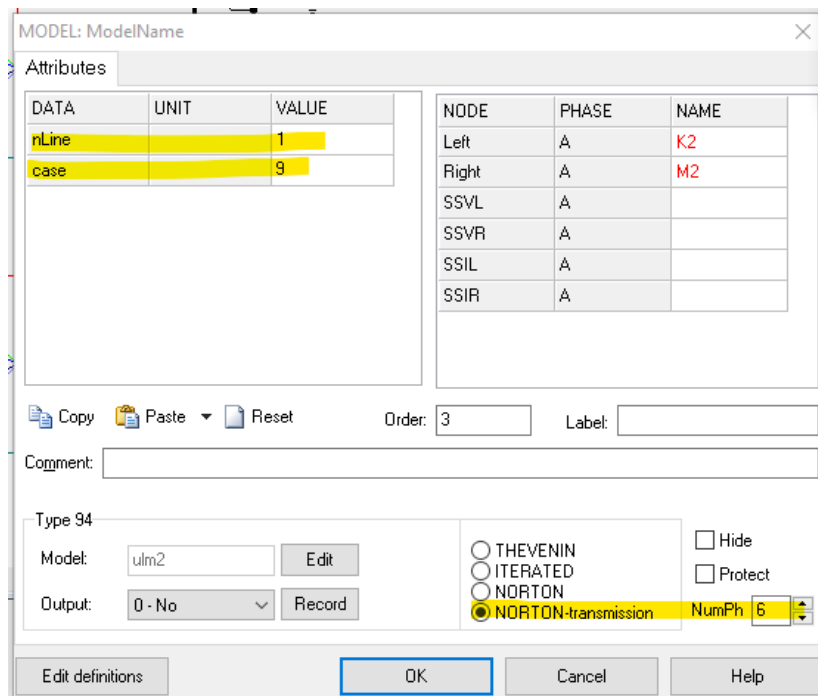 MODEL: ModelName
Attributes
DATA UNIT VALUE
nLine 1
case 9
NODE PHASE NAME
Left A K2
Right A M2
SSVL A
SSVR A
SSIL A
SSIR A
Copy Paste Reset Order: 3 Label:
Comment:
Type 94
Model: ulm2 Edit
Output: 0 - No Record
THEVENIN
ITERATED
NORTON
NORTON-transmission
Hide
Protect
NumPh 6
Edit definitions OK Cancel Help